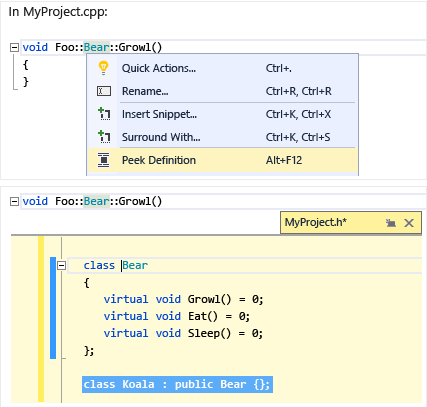 In MyProject.cpp:
void Foo::Bear::Growl()
{
}
Quick Actions... Ctrl+.
Rename... Ctrl+R, Ctrl+R
Insert Snippet... Ctrl+K, Ctrl+X
Surround With... Ctrl+K, Ctrl+S
Peek Definition Alt+F12
void Foo::Bear::Growl()
MyProject.h*
class Bear
{
virtual void Growl() = 0;
virtual void Eat() = 0;
virtual void Sleep() = 0;
};
class Koala : public Bear {};